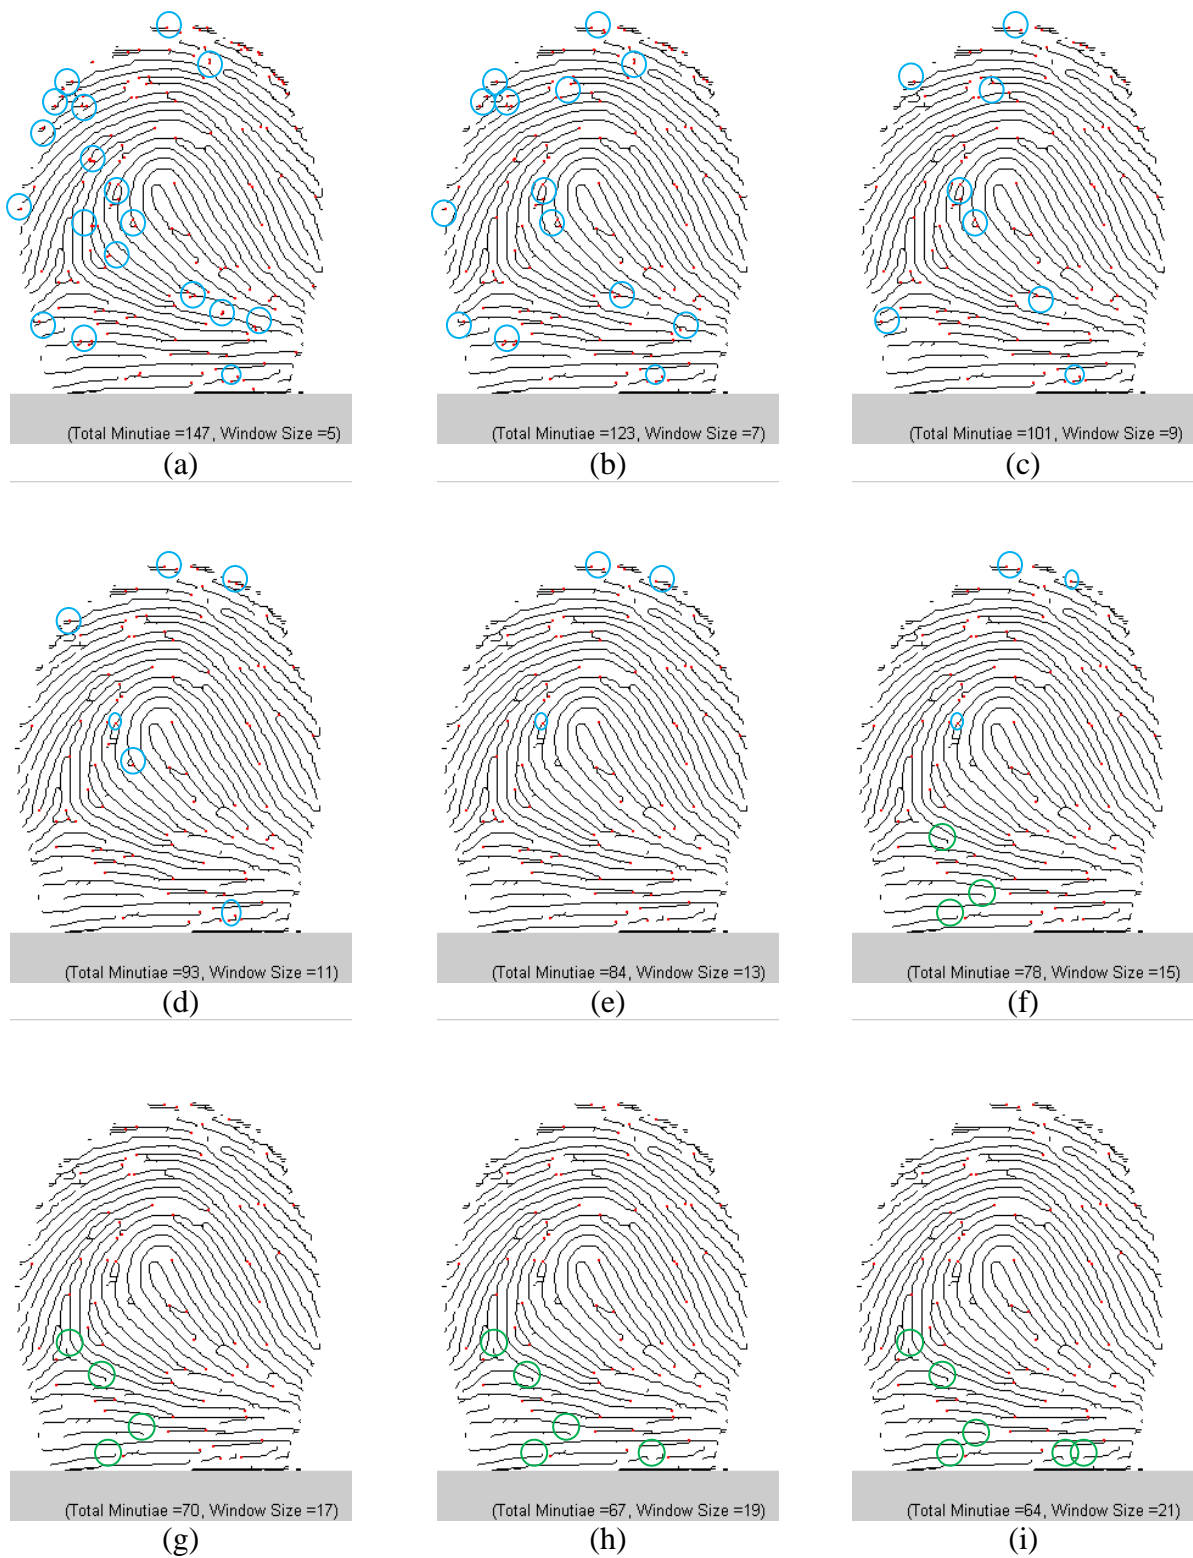 (Total Minutiae =147, Window Size =5)
(Total Minutiae =123, Window Size =7)
(Total Minutiae =101, Window Size =9)
(a)
(b)
(c)
(Total Minutiae =93, Window Size =11)
(Total Minutiae =84, Window Size =13)
(Total Minutiae =78, Window Size =15)
(d)
(e)
(f)
(Total Minutiae =70, Window Size =17)
(Total Minutiae =67, Window Size =19)
(Total Minutiae =64, Window Size =21)
(g)
(h)
(i)